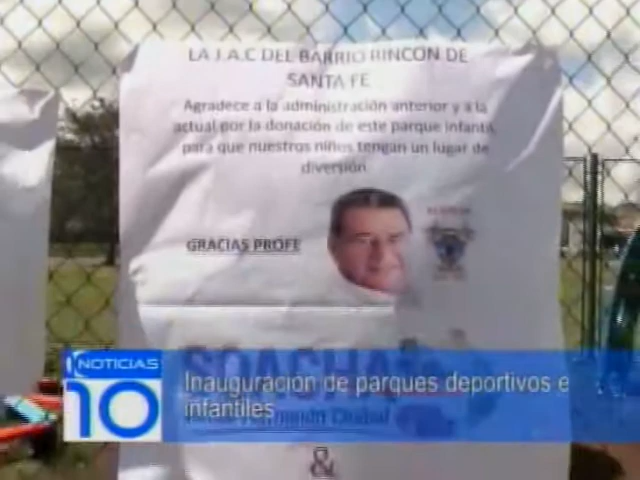 LA J.A.C DEL BARRIO RINCON DE
SANTA FE
Agradece a la administración anterior y a la
actual por la donación de este parque infantil,
para que nuestros niños tengan un lugar de
diversión
GRACIAS PROFE
SOACHA
NOTICIAS
10
Inauguración de parques deportivos e
infantiles
&